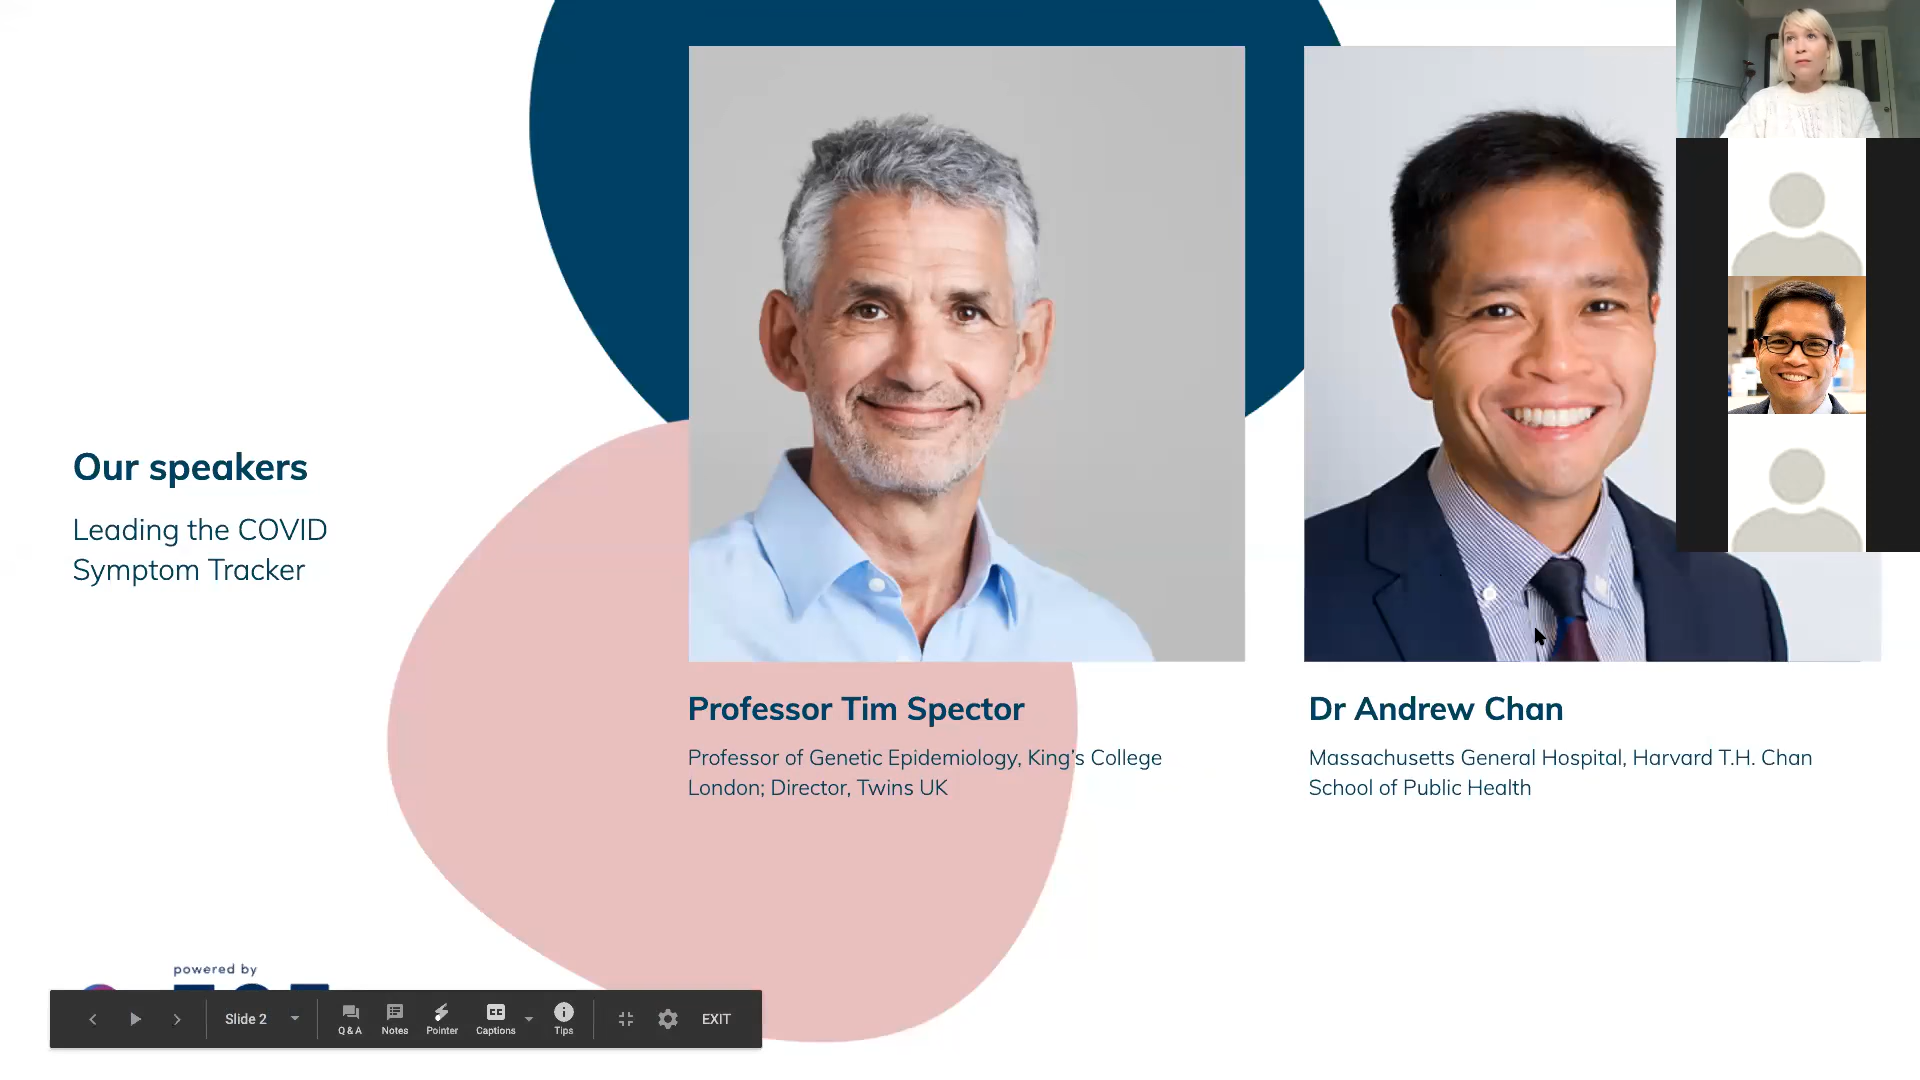 Our speakers
Leading the COVID
Symptom Tracker
Professor Tim Spector
Professor of Genetic Epidemiology, King's College
London; Director, Twins UK
Dr Andrew Chan
Massachusetts General Hospital, Harvard T.H. Chan
School of Public Health
powered by
Slide 2
Q & A
Notes
Pointer
CC
Captions
Tips
EXIT